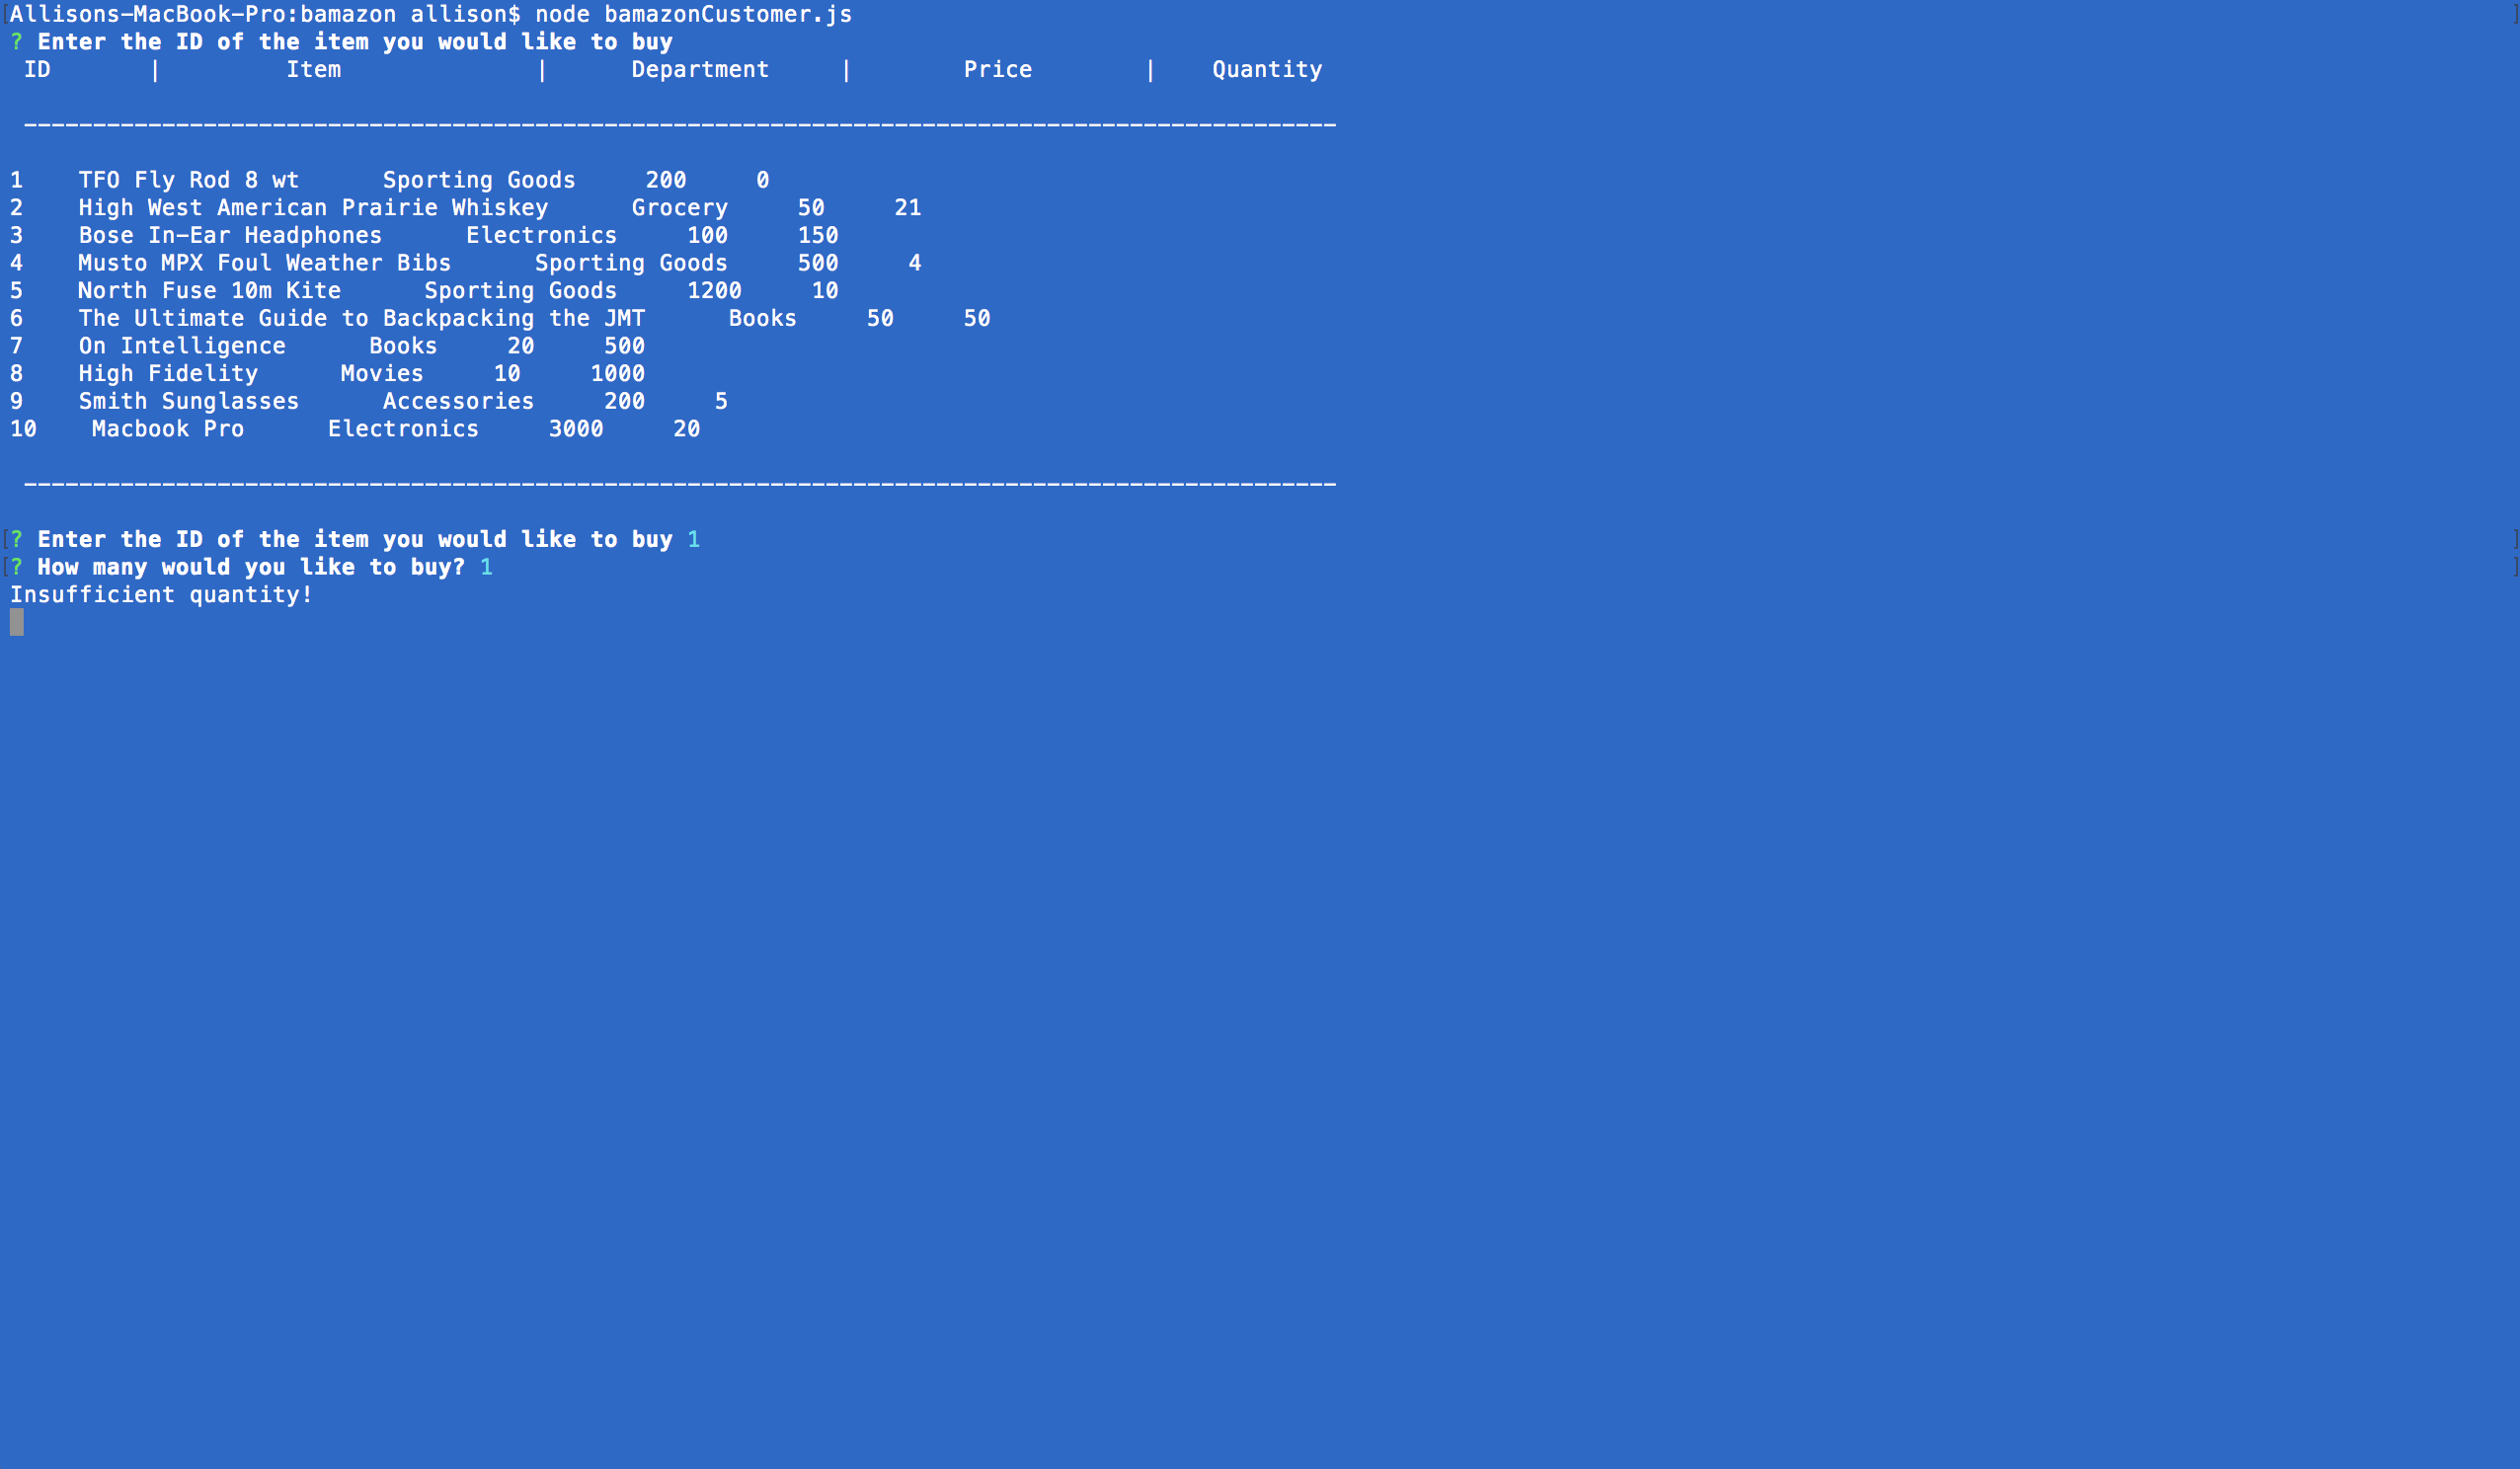 [Allisons-MacBook-Pro:bamazon allison$ node bamazonCustomer.js ]
? Enter the ID of the item you would like to buy
 ID       |         Item              |      Department     |        Price        |    Quantity
 -----------------------------------------------------------------------------------------------
1    TFO Fly Rod 8 wt      Sporting Goods     200     0
2    High West American Prairie Whiskey      Grocery     50     21
3    Bose In-Ear Headphones      Electronics     100     150
4    Musto MPX Foul Weather Bibs      Sporting Goods     500     4
5    North Fuse 10m Kite      Sporting Goods     1200     10
6    The Ultimate Guide to Backpacking the JMT      Books     50     50
7    On Intelligence      Books     20     500
8    High Fidelity      Movies     10     1000
9    Smith Sunglasses      Accessories     200     5
10    Macbook Pro      Electronics     3000     20
 -----------------------------------------------------------------------------------------------
[? Enter the ID of the item you would like to buy 1 ]
[? How many would you like to buy? 1 ]
Insufficient quantity!